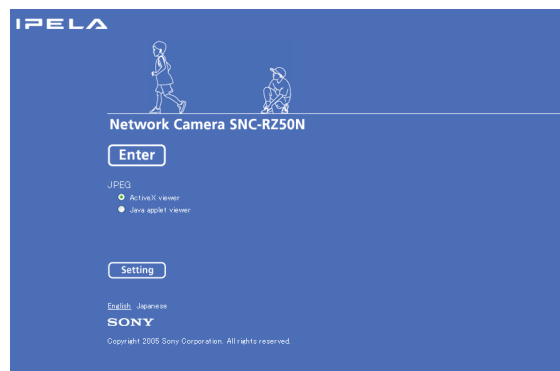 IPELA
Network Camera SNC-RZ50N
Enter
JPEG
ActiveX viewer
Java applet viewer
Setting
English Japanese
SONY
Copyright 2005 Sony Corporation. All rights reserved.